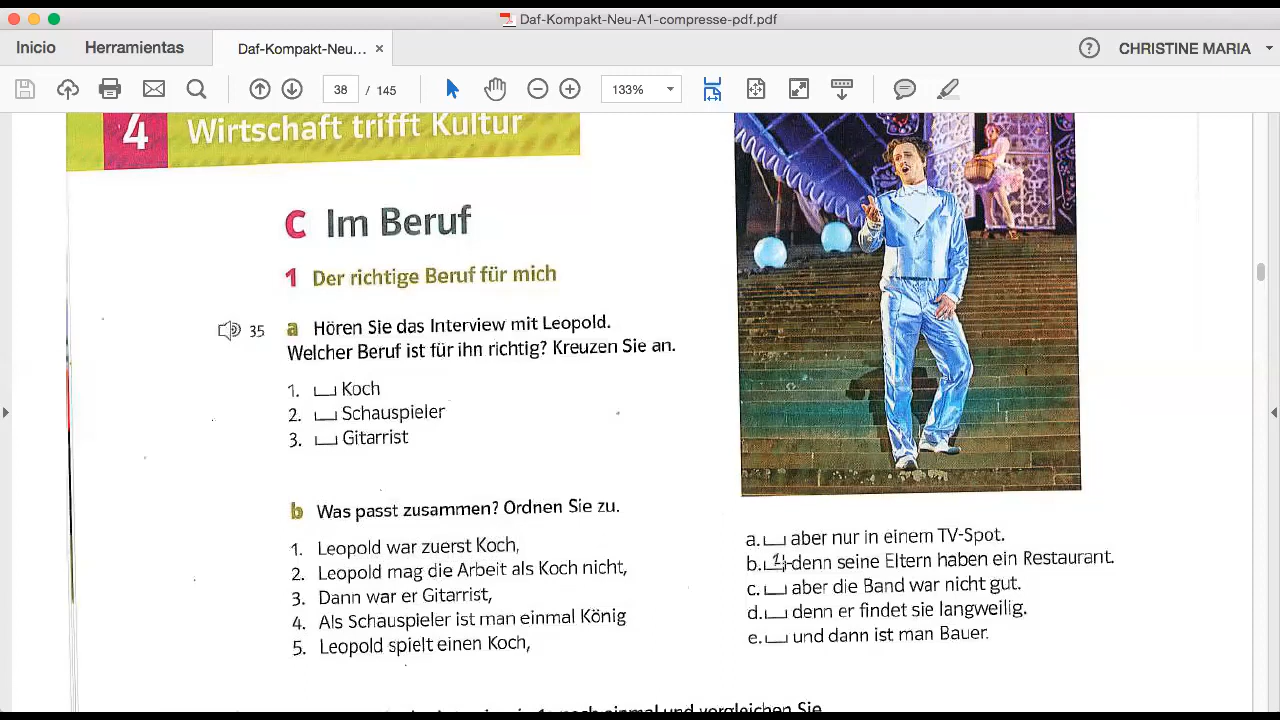 Daf-Kompakt-Neu-A1-compresse-pdf.pdf
Inicio
Herramientas
Daf-Kompakt-Neu... ×
? CHRISTINE MARIA
38 / 145
133%
4 Wirtschaft trifft Kultur
C Im Beruf
1 Der richtige Beruf für mich
35 a Hören Sie das Interview mit Leopold.
Welcher Beruf ist für ihn richtig? Kreuzen Sie an.
1. Koch
2. Schauspieler
3. Gitarrist
b Was passt zusammen? Ordnen Sie zu.
1. Leopold war zuerst Koch,
2. Leopold mag die Arbeit als Koch nicht,
3. Dann war er Gitarrist,
4. Als Schauspieler ist man einmal König
5. Leopold spielt einen Koch,
a. aber nur in einem TV-Spot.
b. 1 denn seine Eltern haben ein Restaurant.
c. aber die Band war nicht gut.
d. denn er findet sie langweilig.
e. und dann ist man Bauer.
noch einmal und vergleichen Sie